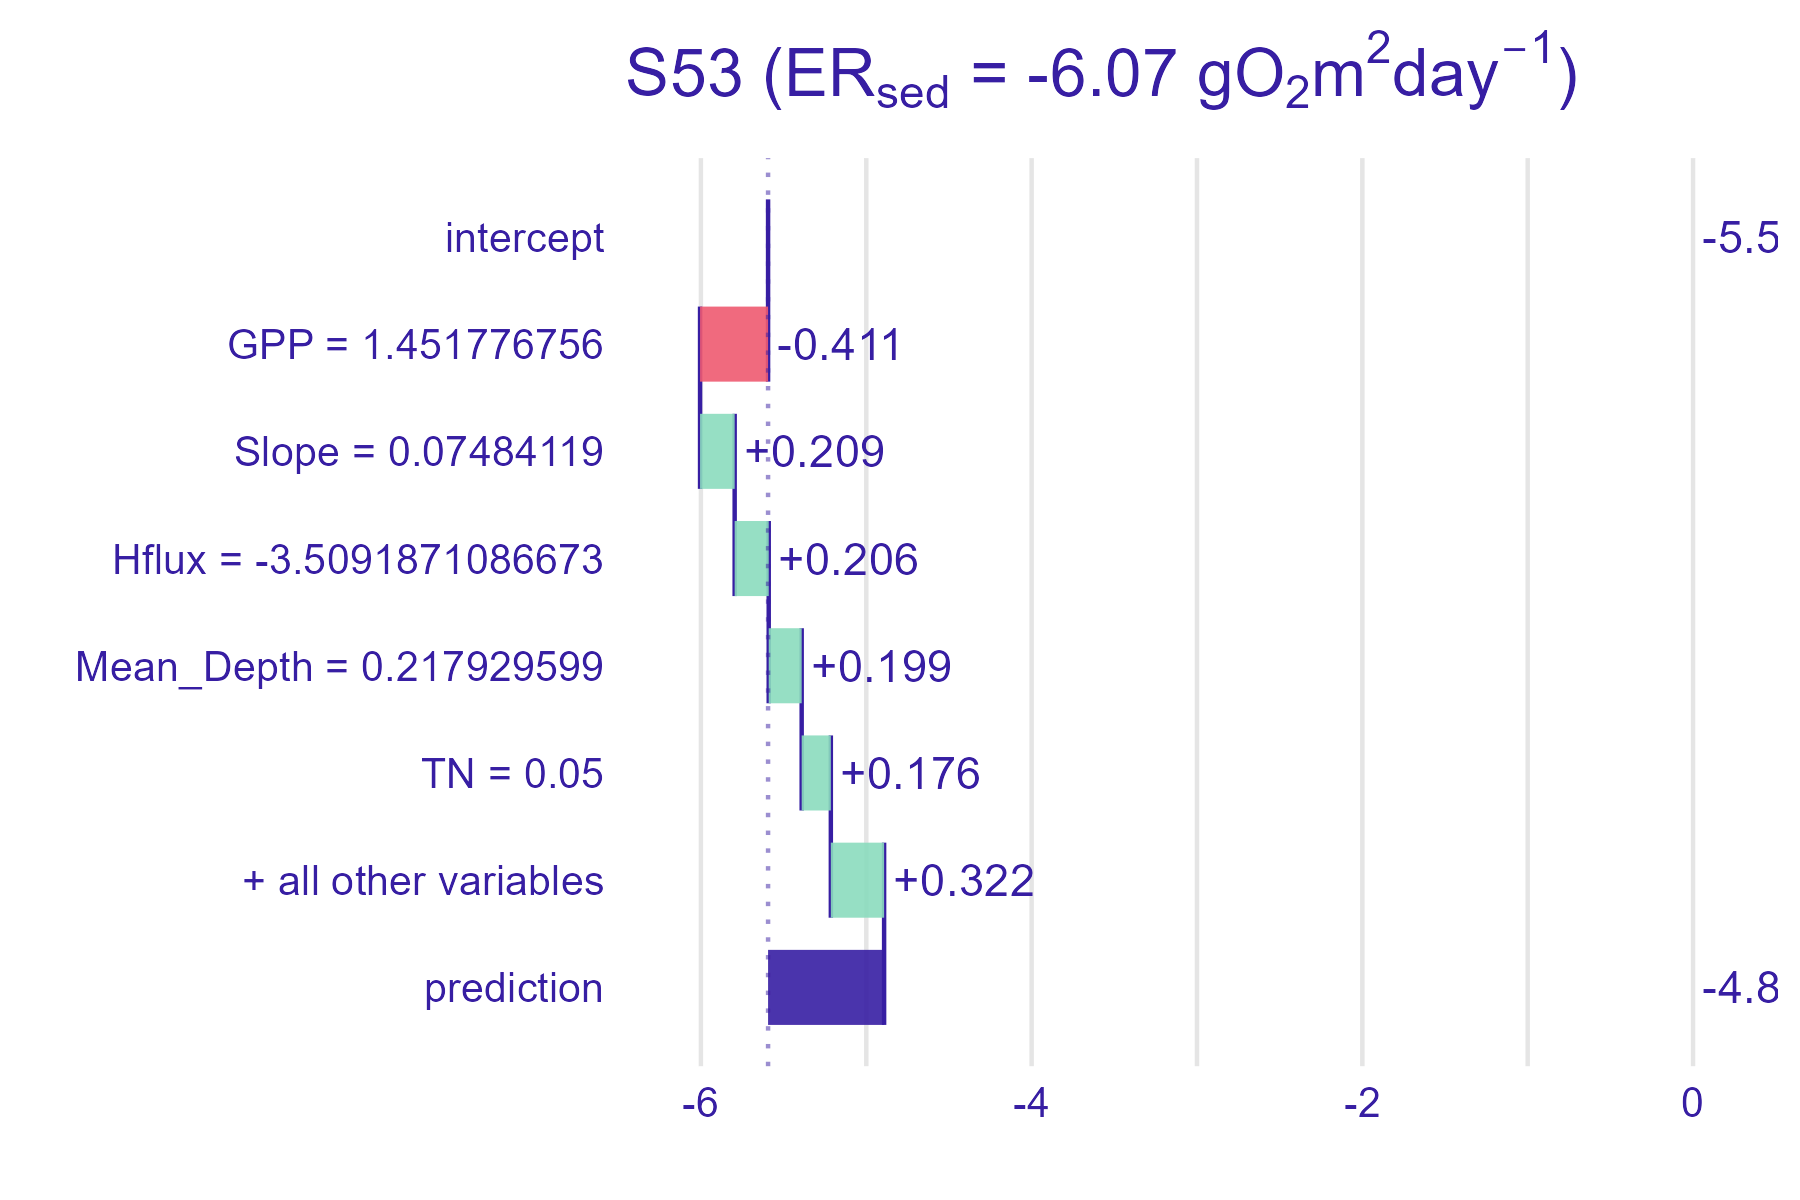 S53 (ERsed = -6.07 gO₂m²day⁻¹)
intercept -5.5
GPP = 1.451776756 -0.411
Slope = 0.07484119 +0.209
Hflux = -3.5091871086673 +0.206
Mean_Depth = 0.217929599 +0.199
TN = 0.05 +0.176
+ all other variables +0.322
prediction -4.8
-6 -4 -2 0